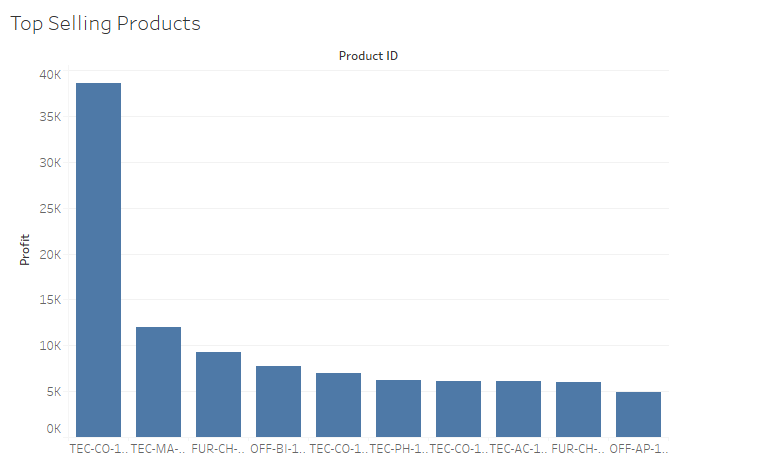 Top Selling Products
Product ID
40K
35K
30K
25K
20K
15K
10K
5K
0K
Profit
TEC-CO-1.. TEC-MA-.. FUR-CH-.. OFF-BI-1.. TEC-CO-1.. TEC-PH-1.. TEC-CO-1.. TEC-AC-1.. FUR-CH-.. OFF-AP-1..